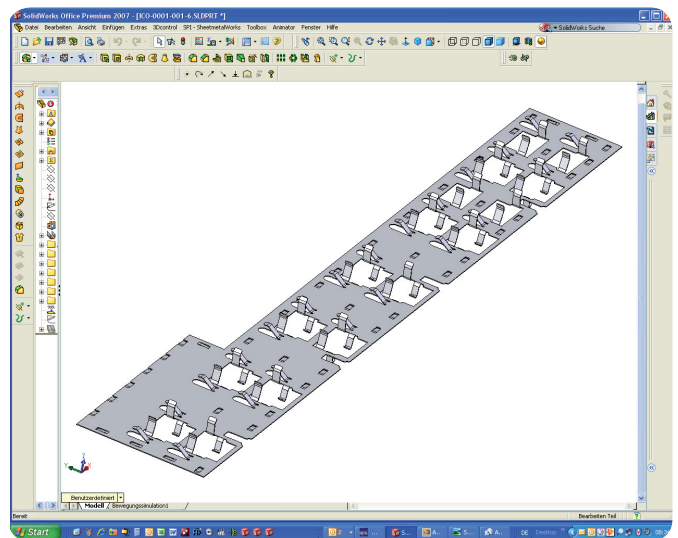 SolidWorks Office Premium 2007 - [ICO-0001-001-6.SLDPRT *]
Datei Bearbeiten Ansicht Einfügen Extras 3Dcontrol SPI - SheetmetalWorks Toolbox Animator Fenster Hilfe
SolidWorks Suche
Benutzerdefiniert
Modell Bewegungssimulation1
Bereit
Bearbeiten Teil
Start
DE Desktop